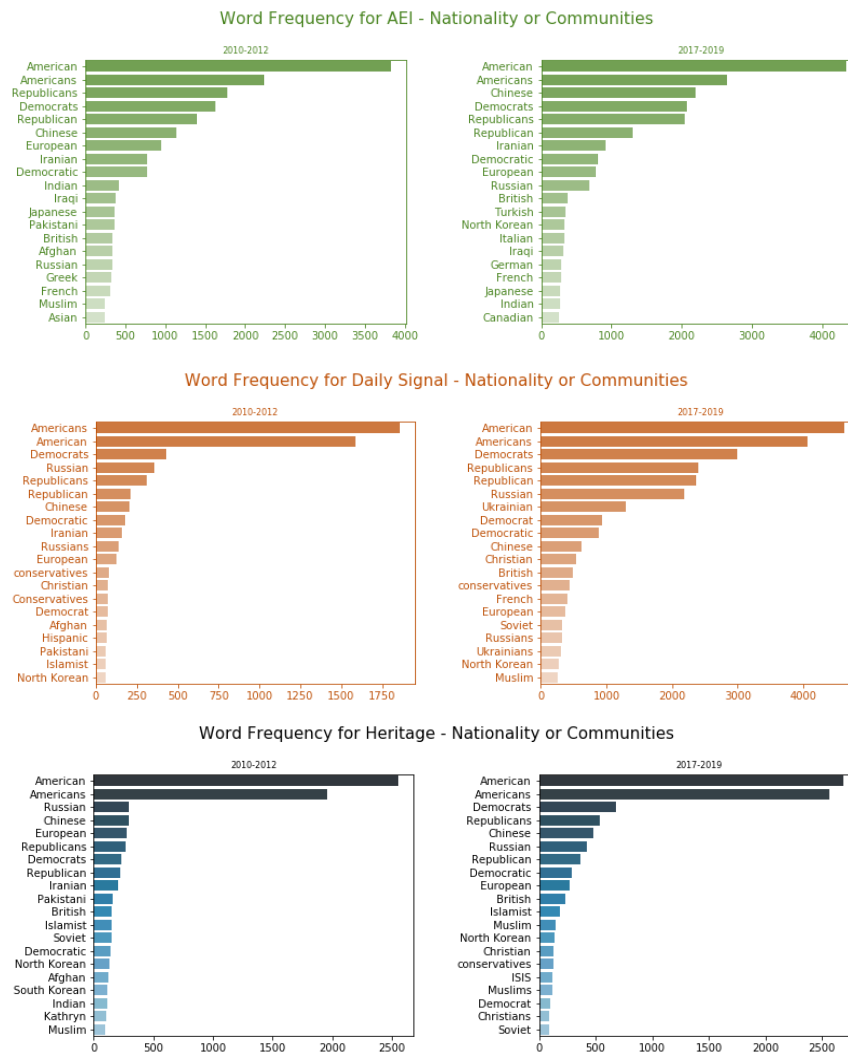 Word Frequency for AEI - Nationality or Communities
2010-2012
American
Americans
Republicans
Democrats
Republican
Chinese
European
Iranian
Democratic
Indian
Iraqi
Japanese
Pakistani
British
Afghan
Russian
Greek
French
Muslim
Asian
0 500 1000 1500 2000 2500 3000 3500 4000
2017-2019
American
Americans
Chinese
Democrats
Republicans
Republican
Iranian
Democratic
European
Russian
British
Turkish
North Korean
Italian
Iraqi
German
French
Japanese
Indian
Canadian
0 1000 2000 3000 4000
Word Frequency for Daily Signal - Nationality or Communities
2010-2012
Americans
American
Democrats
Russian
Republicans
Republican
Chinese
Democratic
Iranian
Russians
European
conservatives
Christian
Conservatives
Democrat
Afghan
Hispanic
Pakistani
Islamist
North Korean
0 250 500 750 1000 1250 1500 1750
2017-2019
American
Americans
Democrats
Republicans
Republican
Russian
Ukrainian
Democrat
Democratic
Chinese
Christian
British
conservatives
French
European
Soviet
Russians
Ukrainians
North Korean
Muslim
0 1000 2000 3000 4000
Word Frequency for Heritage - Nationality or Communities
2010-2012
American
Americans
Russian
Chinese
European
Republicans
Democrats
Republican
Iranian
Pakistani
British
Islamist
Soviet
Democratic
North Korean
Afghan
South Korean
Indian
Kathryn
Muslim
0 500 1000 1500 2000 2500
2017-2019
American
Americans
Democrats
Republicans
Chinese
Russian
Republican
Democratic
European
British
Islamist
Muslim
North Korean
Christian
conservatives
ISIS
Muslims
Democrat
Christians
Soviet
0 500 1000 1500 2000 2500